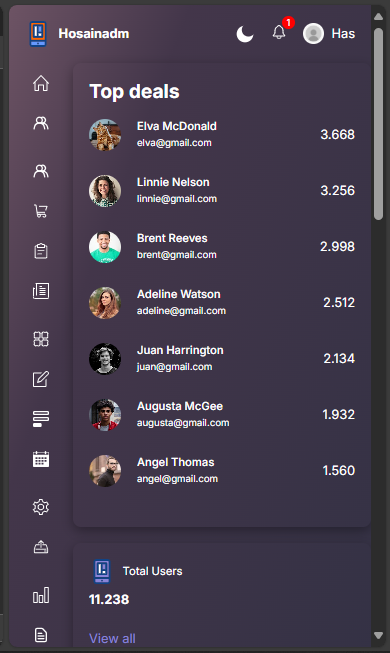 Hosainadm
1
Has
Top deals
Elva McDonald
elva@gmail.com
3.668
Linnie Nelson
linnie@gmail.com
3.256
Brent Reeves
brent@gmail.com
2.998
Adeline Watson
adeline@gmail.com
2.512
Juan Harrington
juan@gmail.com
2.134
Augusta McGee
augusta@gmail.com
1.932
Angel Thomas
angel@gmail.com
1.560
Total Users
11.238
View all